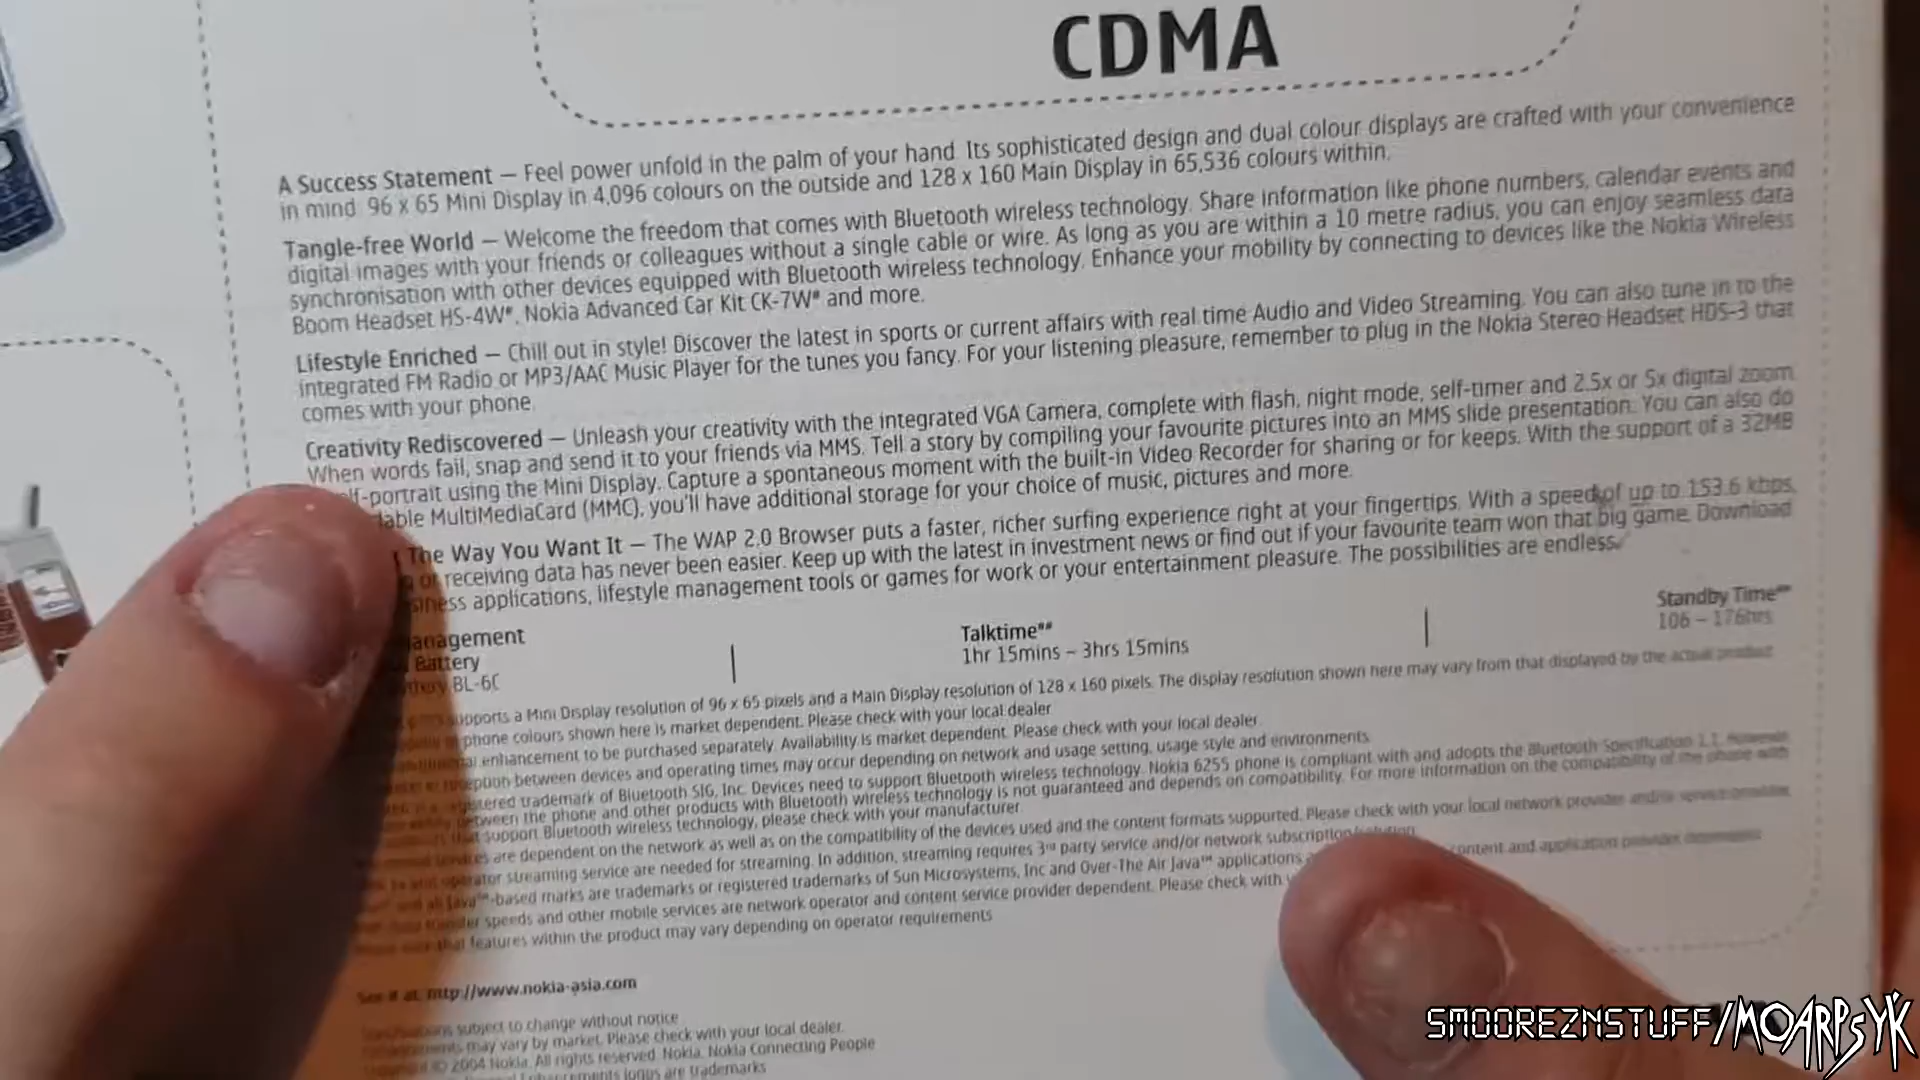 CDMA
A Success Statement – Feel power unfold in the palm of your hand. Its sophisticated design and dual colour displays are crafted with your convenience
in mind. 96 x 65 Mini Display in 4,096 colours on the outside and 128 x 160 Main Display in 65,536 colours within.
Tangle-free World – Welcome the freedom that comes with Bluetooth wireless technology. Share information like phone numbers, calendar events and
digital images with your friends or colleagues without a single cable or wire. As long as you are within a 10 metre radius, you can enjoy seamless data
synchronisation with other devices equipped with Bluetooth wireless technology. Enhance your mobility by connecting to devices like the Nokia Wireless
Boom Headset HS-4W#, Nokia Advanced Car Kit CK-7W# and more.
Lifestyle Enriched – Chill out in style! Discover the latest in sports or current affairs with real time Audio and Video Streaming. You can also tune in to the
integrated FM Radio or MP3/AAC Music Player for the tunes you fancy. For your listening pleasure, remember to plug in the Nokia Stereo Headset HDS-3 that
comes with your phone.
Creativity Rediscovered – Unleash your creativity with the integrated VGA Camera, complete with flash, night mode, self-timer and 2.5x or 5x digital zoom.
When words fail, snap and send it to your friends via MMS. Tell a story by compiling your favourite pictures into an MMS slide presentation. You can also do
lf-portrait using the Mini Display. Capture a spontaneous moment with the built-in Video Recorder for sharing or for keeps. With the support of a 32MB
dable MultiMediaCard (MMC), you'll have additional storage for your choice of music, pictures and more.
t The Way You Want It – The WAP 2.0 Browser puts a faster, richer surfing experience right at your fingertips. With a speed of up to 153.6 kbps,
or receiving data has never been easier. Keep up with the latest in investment news or find out if your favourite team won that big game. Download
siness applications, lifestyle management tools or games for work or your entertainment pleasure. The possibilities are endless.
anagement
Battery
BL-6C
Talktime##
1hr 15mins – 3hrs 15mins
Standby Time##
106 – 176hrs
supports a Mini Display resolution of 96 x 65 pixels and a Main Display resolution of 128 x 160 pixels. The display resolution shown here may vary from that displayed by the actual product.
phone colours shown here is market dependent. Please check with your local dealer.
enhancement to be purchased separately. Availability is market dependent. Please check with your local dealer.
between devices and operating times may occur depending on network and usage setting, usage style and environments.
registered trademark of Bluetooth SIG, Inc. Devices need to support Bluetooth wireless technology. Nokia 6255 phone is compliant with and adopts the Bluetooth Specification 1.1. However
between the phone and other products with Bluetooth wireless technology is not guaranteed and depends on compatibility. For more information on the compatibility of the phone with
that support Bluetooth wireless technology, please check with your manufacturer.
services are dependent on the network as well as on the compatibility of the devices used and the content formats supported. Please check with your local network provider and/or service provider.
operator streaming service are needed for streaming. In addition, streaming requires 3rd party service and/or network subscription/solution.
and all Java™-based marks are trademarks or registered trademarks of Sun Microsystems, Inc and Over-The Air Java™ applications content and application provider dependent.
transfer speeds and other mobile services are network operator and content service provider dependent. Please check with
that features within the product may vary depending on operator requirements
See it at: http://www.nokia-asia.com
subject to change without notice.
may vary by market. Please check with your local dealer.
© 2004 Nokia. All rights reserved. Nokia, Nokia Connecting People
Enhancements logos are trademarks
SMOOREZNSTUFF/MOARPSYK